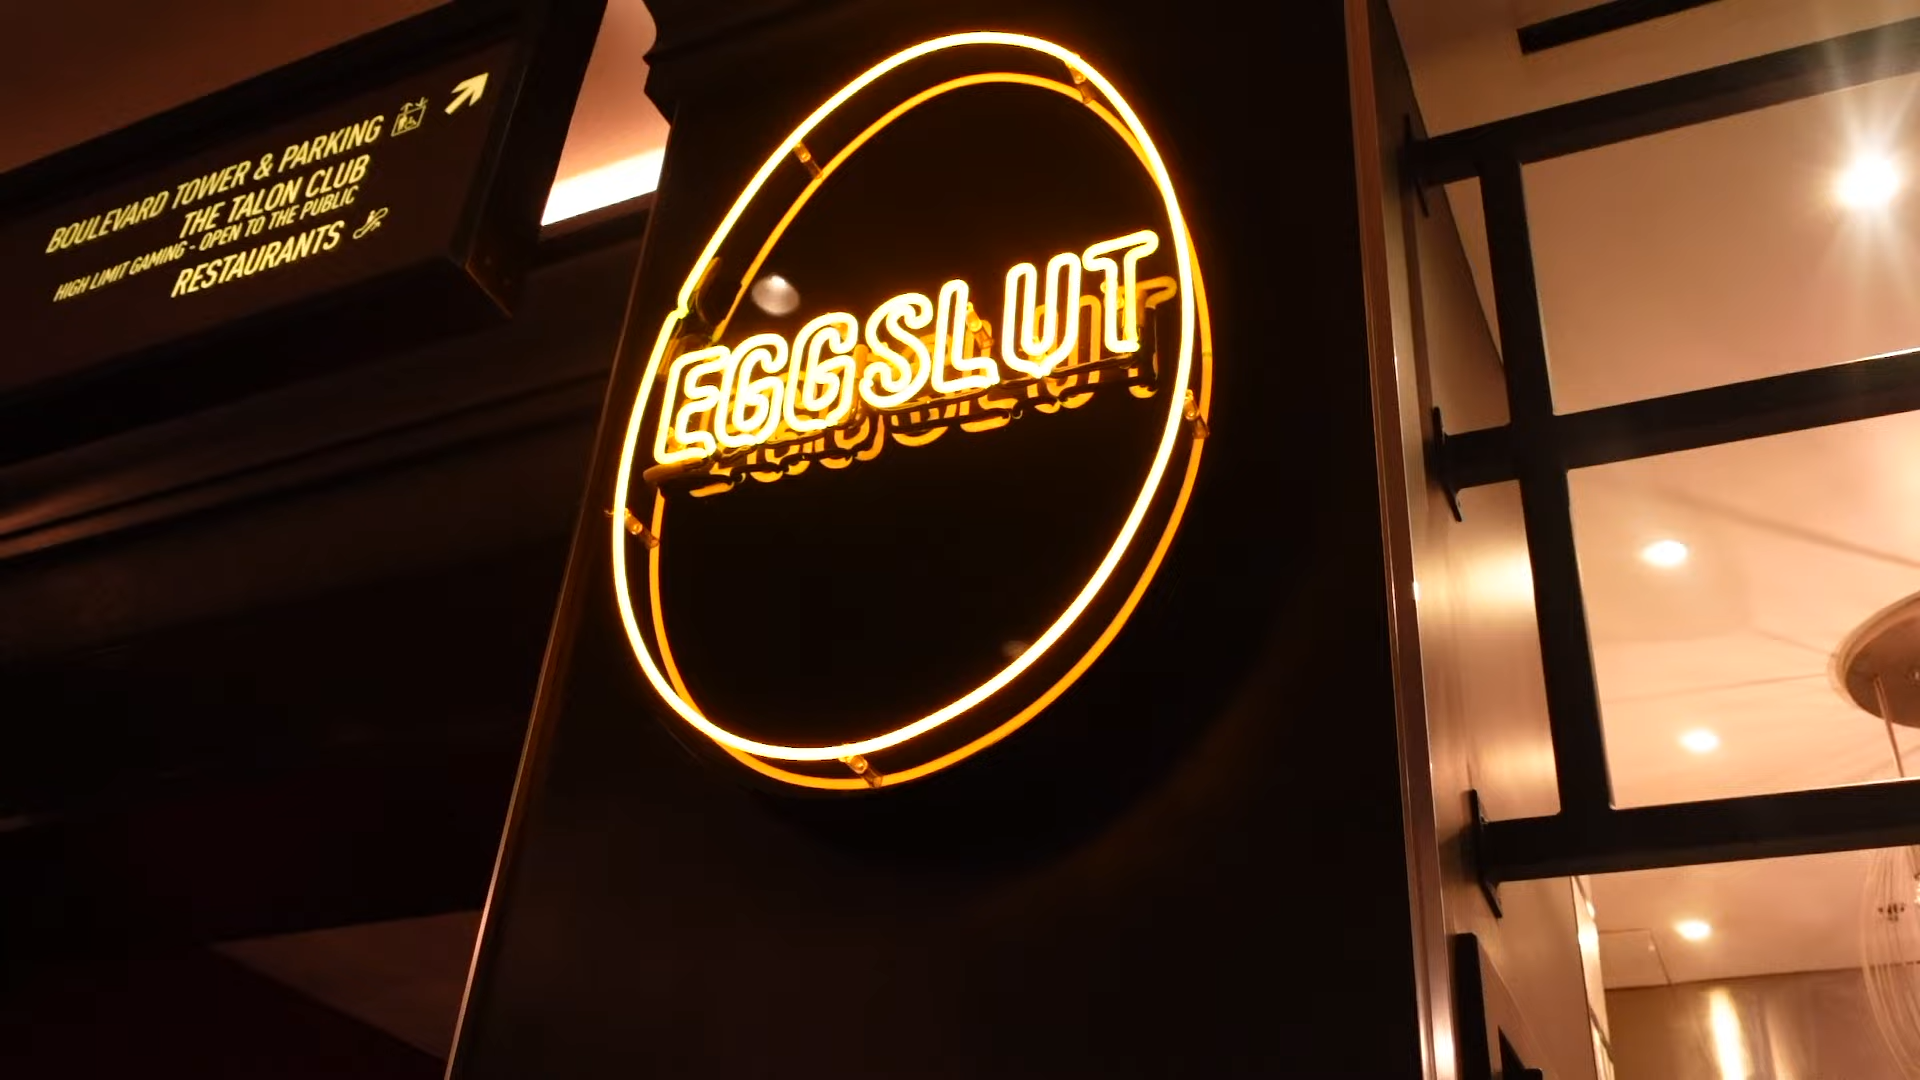 BOULEVARD TOWER & PARKING
THE TALON CLUB
HIGH LIMIT GAMING - OPEN TO THE PUBLIC
RESTAURANTS
EGGSLUT